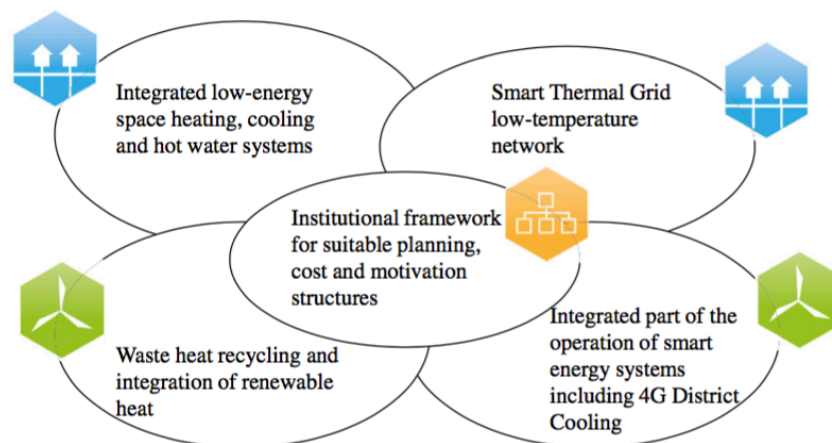 Integrated low-energy
space heating, cooling
and hot water systems
Smart Thermal Grid
low-temperature
network
Institutional framework
for suitable planning,
cost and motivation
structures
Waste heat recycling and
integration of renewable
heat
Integrated part of the
operation of smart
energy systems
including 4G District
Cooling